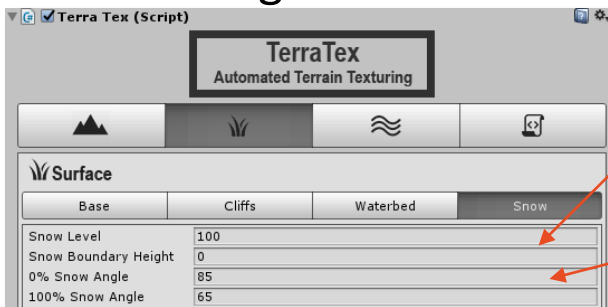 Terra Tex (Script)
TerraTex
Automated Terrain Texturing
Surface
Base Cliffs Waterbed Snow
Snow Level 100
Snow Boundary Height 0
0% Snow Angle 85
100% Snow Angle 65